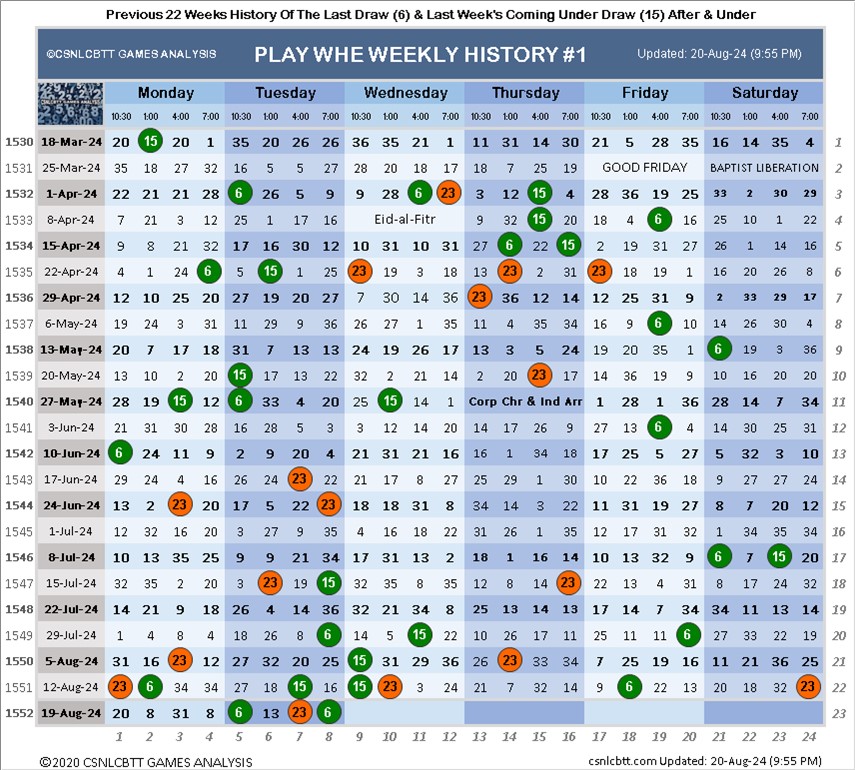 Previous 22 Weeks History Of The Last Draw (6) & Last Week's Coming Under Draw (15) After & Under
©CSNLCBTT GAMES ANALYSIS PLAY WHE WEEKLY HISTORY #1 Updated: 20-Aug-24 (9:55 PM)
CSNLCBTT GAMES ANALYSIS Monday Tuesday Wednesday Thursday Friday Saturday
10:30 1:00 4:00 7:00 10:30 1:00 4:00 7:00 10:30 1:00 4:00 7:00 10:30 1:00 4:00 7:00 10:30 1:00 4:00 7:00 10:30 1:00 4:00 7:00
1530 18-Mar-24 20 15 20 1 35 20 26 26 36 35 21 1 11 31 14 30 21 5 28 35 16 14 35 4 1
1531 25-Mar-24 35 18 27 32 16 5 5 27 28 20 18 17 18 7 25 19 GOOD FRIDAY BAPTIST LIBERATION 2
1532 1-Apr-24 22 21 21 28 6 26 5 9 9 28 6 23 3 12 15 4 28 36 19 25 33 2 30 29 3
1533 8-Apr-24 7 21 3 12 25 1 17 16 Eid-al-Fitr 9 32 15 20 18 4 6 16 25 10 1 22 4
1534 15-Apr-24 9 8 21 32 17 16 30 12 10 31 10 31 27 6 22 15 2 19 31 27 26 1 14 16 5
1535 22-Apr-24 4 1 24 6 5 15 1 25 23 19 3 18 13 23 2 31 23 18 19 1 16 20 26 8 6
1536 29-Apr-24 12 10 25 20 27 19 20 27 7 30 14 36 23 36 12 14 12 25 31 9 2 33 29 17 7
1537 6-May-24 19 24 3 31 11 29 9 36 26 27 1 35 11 4 35 34 16 9 6 10 14 26 30 4 8
1538 13-May-24 20 7 17 18 31 7 13 13 24 19 26 17 13 3 5 24 19 20 35 1 6 19 3 36 9
1539 20-May-24 13 10 2 20 15 17 13 22 32 2 21 14 2 20 23 17 14 36 19 9 10 16 20 20 10
1540 27-May-24 28 19 15 12 6 33 4 20 25 15 14 1 Corp Chr & Ind Arr 1 28 1 36 28 14 7 34 11
1541 3-Jun-24 21 31 30 28 16 28 5 3 3 12 14 20 14 17 26 9 27 13 6 4 14 30 25 31 12
1542 10-Jun-24 6 24 11 9 2 9 20 4 21 31 21 16 1 34 18 18 17 25 5 27 5 32 3 10 13
1543 17-Jun-24 24 21 4 6 26 24 23 22 21 17 8 27 25 29 1 30 10 22 36 18 9 27 27 24 14
1544 24-Jun-24 13 2 23 20 17 5 22 23 18 18 31 8 34 14 3 22 11 31 19 27 8 7 20 12 15
1545 1-Jul-24 12 32 16 20 3 27 9 35 4 16 18 22 31 26 1 35 17 12 31 32 1 34 35 34 16
1546 8-Jul-24 10 13 35 25 9 9 21 34 17 31 13 2 18 1 16 14 10 13 32 9 6 7 23 20 17
1547 15-Jul-24 32 35 2 20 3 23 19 15 32 35 8 35 12 8 14 23 22 13 4 31 8 17 24 32 18
1548 22-Jul-24 14 21 9 18 26 4 14 36 32 21 34 8 25 13 14 13 17 14 7 34 34 11 13 14 19
1549 29-Jul-24 1 4 8 4 18 26 8 6 14 5 15 22 10 26 17 11 25 11 11 6 27 33 22 19 20
1550 5-Aug-24 31 16 23 12 27 32 20 25 15 31 29 36 26 23 33 34 7 25 19 16 11 21 36 25 21
1551 12-Aug-24 23 6 34 34 27 18 15 16 15 23 3 24 21 7 32 14 9 6 22 13 20 18 32 23 22
1552 19-Aug-24 20 8 31 8 6 13 23 6 23
1 2 3 4 5 6 7 8 9 10 11 12 13 14 15 16 17 18 19 20 21 22 23 24
©2020 CSNLCBTT GAMES ANALYSIS csnlcbtt.com Updated: 20-Aug-24 (9:55 PM)